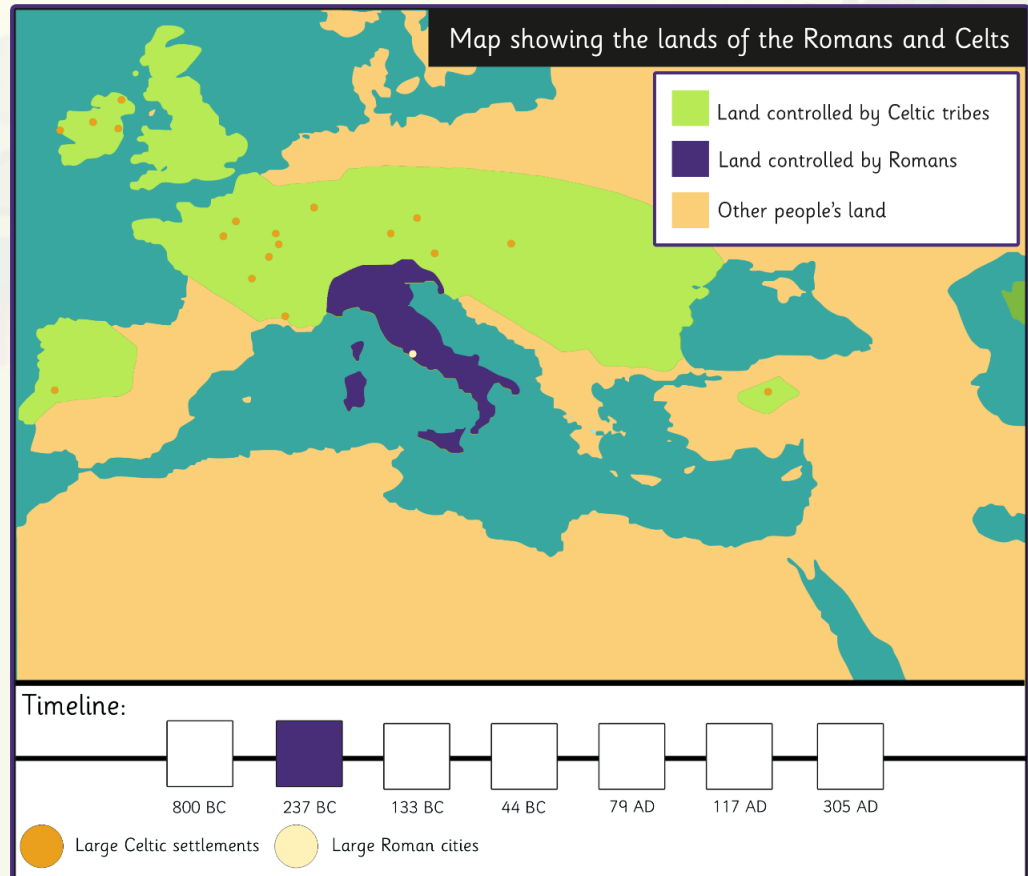 Map showing the lands of the Romans and Celts
Land controlled by Celtic tribes
Land controlled by Romans
Other people's land
Timeline:
800 BC
237 BC
133 BC
44 BC
79 AD
117 AD
305 AD
Large Celtic settlements
Large Roman cities